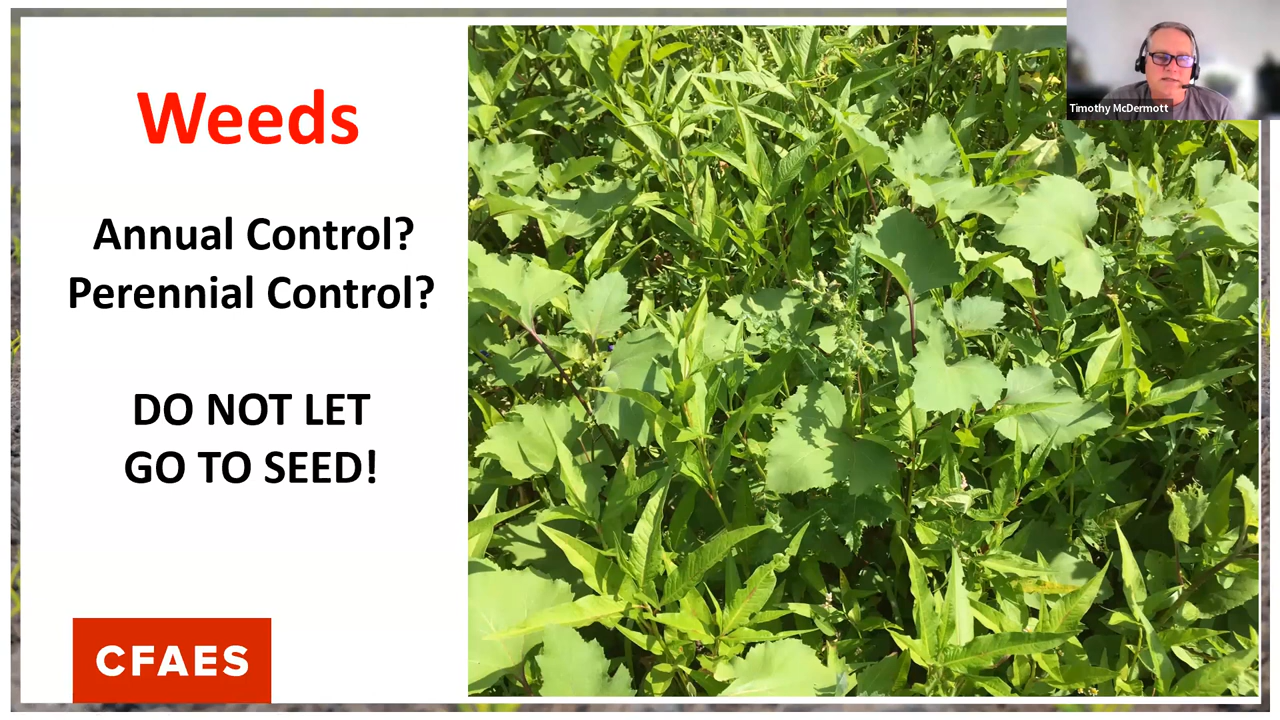 Weeds
Annual Control?
Perennial Control?
DO NOT LET
GO TO SEED!
CFAES
Timothy McDermott